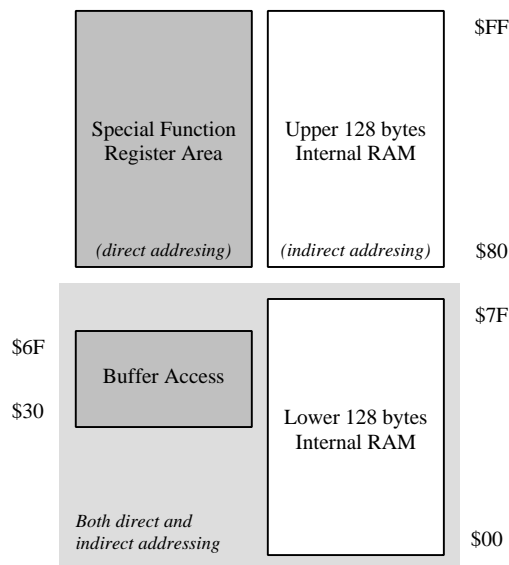 $FF
Special Function
Register Area
Upper 128 bytes
Internal RAM
(direct addresing)
(indirect addresing)
$80
$7F
$6F
Buffer Access
$30
Lower 128 bytes
Internal RAM
Both direct and
indirect addressing
$00